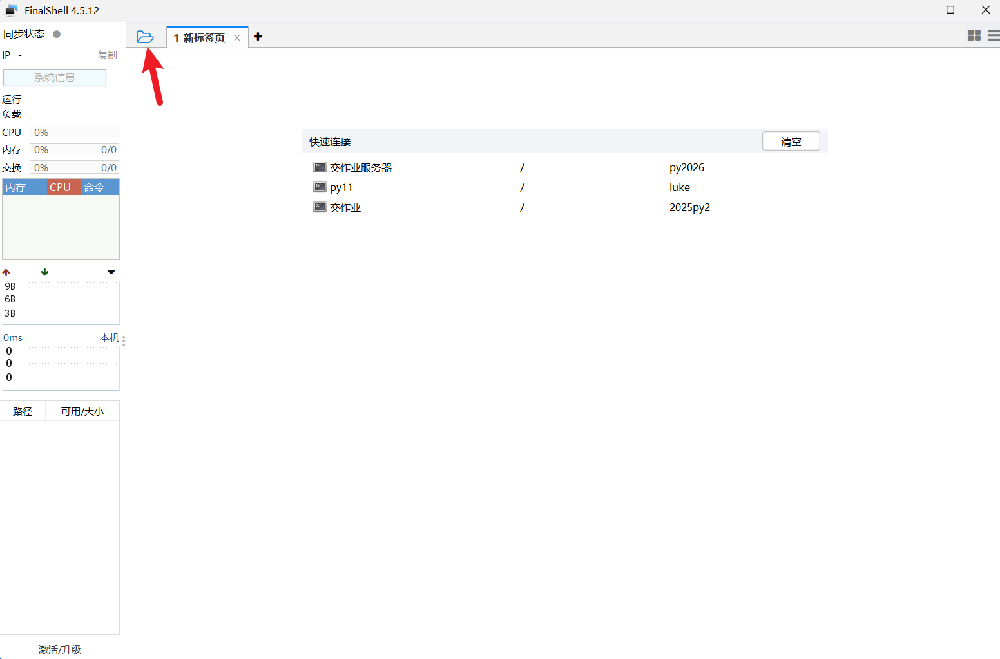 FinalShell 4.5.12
同步状态
IP -
复制
系统信息
运行 -
负载 -
CPU 0%
内存 0% 0/0
交换 0% 0/0
内存 CPU 命令
9B
6B
3B
0ms 本机
0
0
0
路径 可用/大小
激活/升级
1 新标签页
快速连接 清空
交作业服务器 / py2026
py11 / luke
交作业 / 2025py2